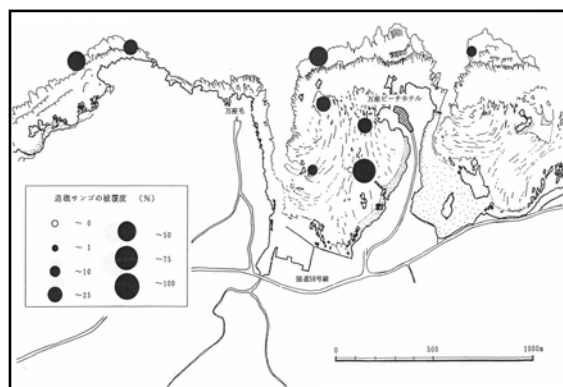 万座毛
万座ビーチホテル
造礁サンゴの被覆度 (%)
～ 0
～ 1
～10
～25
～50
～75
～100
国道58号線
0 500 1000m